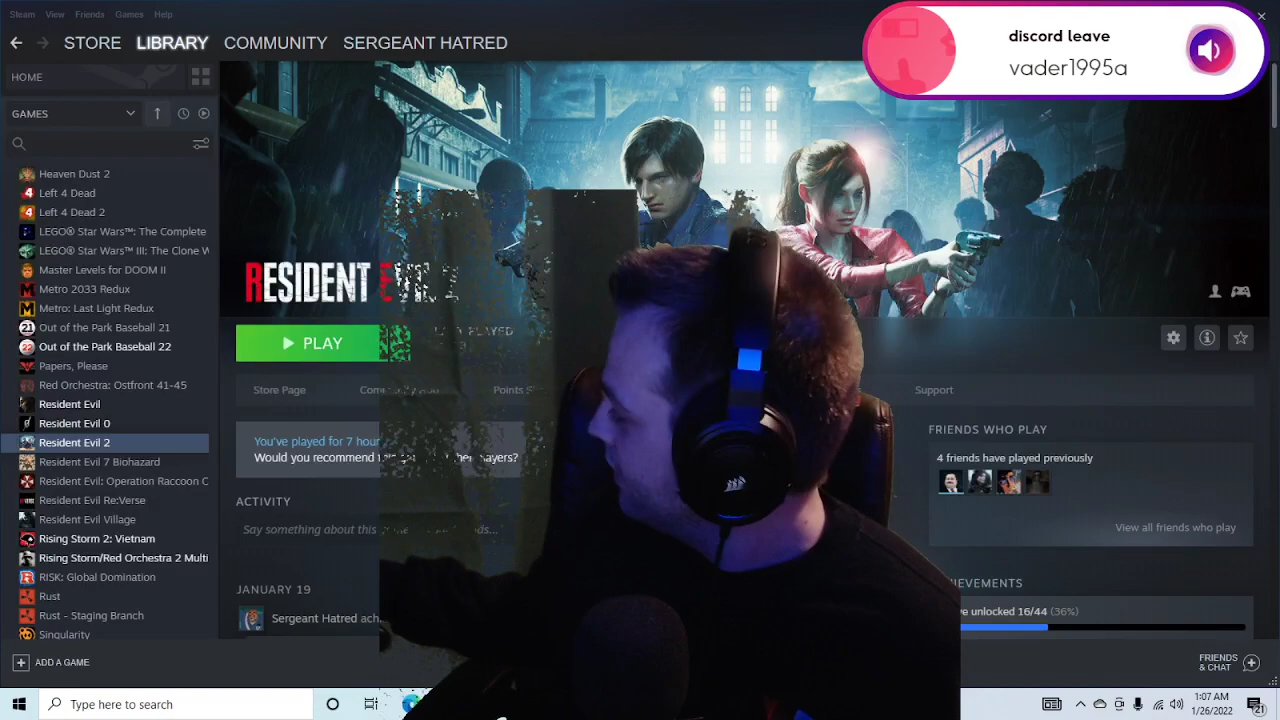 Steam View Friends Games Help
STORE LIBRARY COMMUNITY SERGEANT HATRED
discord leave
vader1995a
HOME
GAMES
Heaven Dust 2
Left 4 Dead
Left 4 Dead 2
LEGO® Star Wars™: The Complete
LEGO® Star Wars™ III: The Clone W
Master Levels for DOOM II
Metro 2033 Redux
Metro: Last Light Redux
Out of the Park Baseball 21
Out of the Park Baseball 22
Papers, Please
Red Orchestra: Ostfront 41-45
Resident Evil
Resident Evil 0
Resident Evil 2
Resident Evil 7 Biohazard
Resident Evil: Operation Raccoon C
Resident Evil Re:Verse
Resident Evil Village
Rising Storm 2: Vietnam
Rising Storm/Red Orchestra 2 Multi
RISK: Global Domination
Rust
Rust - Staging Branch
Singularity
ADD A GAME
RESIDENT EVIL
PLAY
PLAYED
Store Page
Points
Support
You've played for 7 hour
Would you recommend players?
ACTIVITY
Say something about this
JANUARY 19
Sergeant Hatred ach
FRIENDS WHO PLAY
4 friends have played previously
View all friends who play
IEVEMENTS
unlocked 16/44 (36%)
FRIENDS
& CHAT
Type here to search
1:07 AM
1/26/2022
21